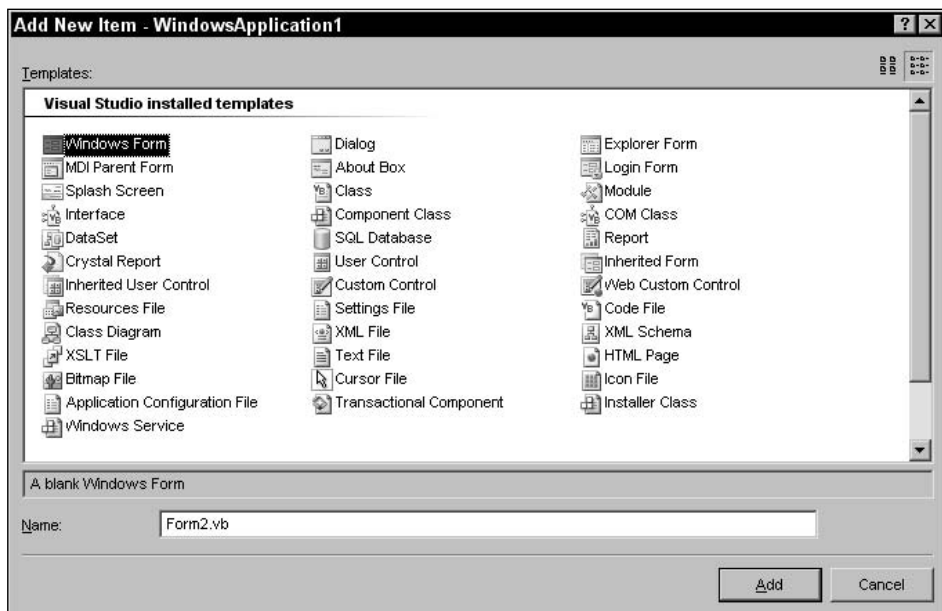 Add New Item - WindowsApplication1
Templates:
Visual Studio installed templates
Windows Form Dialog Explorer Form
MDI Parent Form About Box Login Form
Splash Screen Class Module
Interface Component Class COM Class
DataSet SQL Database Report
Crystal Report User Control Inherited Form
Inherited User Control Custom Control Web Custom Control
Resources File Settings File Code File
Class Diagram XML File XML Schema
XSLT File Text File HTML Page
Bitmap File Cursor File Icon File
Application Configuration File Transactional Component Installer Class
Windows Service
A blank Windows Form
Name: Form2.vb
Add Cancel